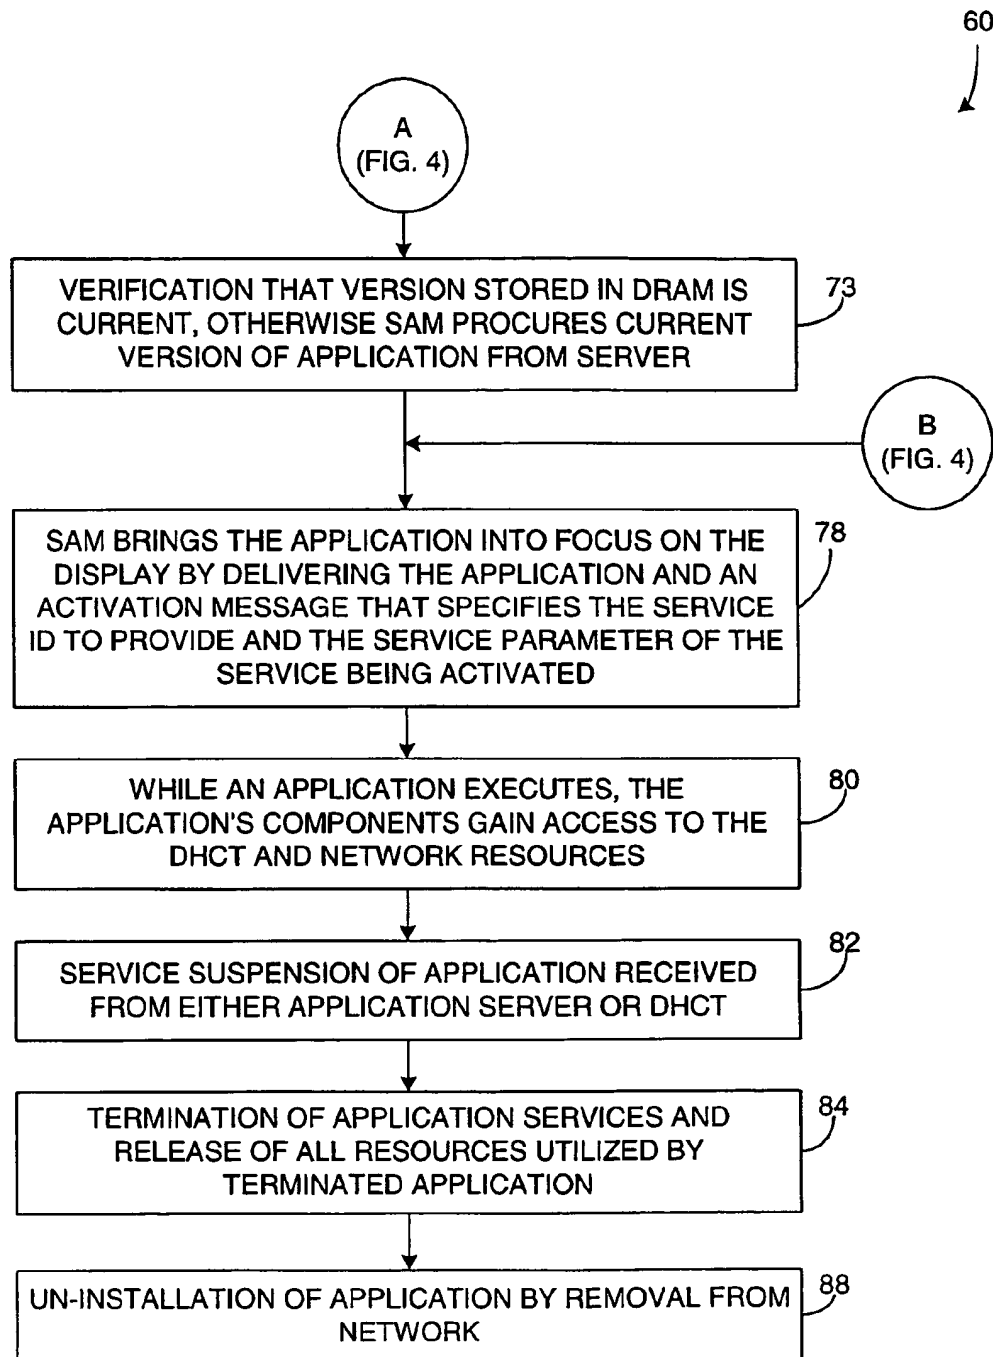 60
A
(FIG. 4)
VERIFICATION THAT VERSION STORED IN DRAM IS
CURRENT, OTHERWISE SAM PROCURES CURRENT
VERSION OF APPLICATION FROM SERVER
73
B
(FIG. 4)
SAM BRINGS THE APPLICATION INTO FOCUS ON THE
DISPLAY BY DELIVERING THE APPLICATION AND AN
ACTIVATION MESSAGE THAT SPECIFIES THE SERVICE
ID TO PROVIDE AND THE SERVICE PARAMETER OF THE
SERVICE BEING ACTIVATED
78
WHILE AN APPLICATION EXECUTES, THE
APPLICATION'S COMPONENTS GAIN ACCESS TO THE
DHCT AND NETWORK RESOURCES
80
SERVICE SUSPENSION OF APPLICATION RECEIVED
FROM EITHER APPLICATION SERVER OR DHCT
82
TERMINATION OF APPLICATION SERVICES AND
RELEASE OF ALL RESOURCES UTILIZED BY
TERMINATED APPLICATION
84
UN-INSTALLATION OF APPLICATION BY REMOVAL FROM
NETWORK
88